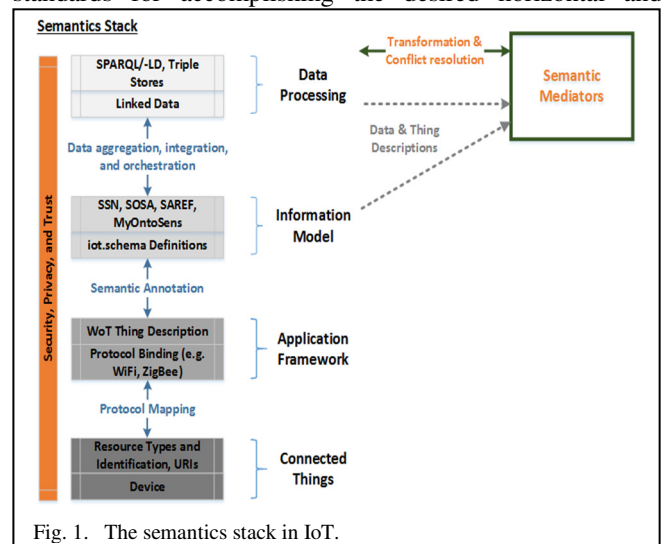 standards for accomplishing the desired horizontal and
Semantics Stack
Security, Privacy, and Trust
SPARQL/-LD, Triple
Stores
Linked Data
Data
Processing
Transformation &
Conflict resolution
Semantic
Mediators
Data & Thing
Descriptions
Data aggregation, integration,
and orchestration
SSN, SOSA, SAREF,
MyOntoSens
iot.schema Definitions
Information
Model
Semantic Annotation
WoT Thing Description
Protocol Binding (e.g.
WiFi, ZigBee)
Application
Framework
Protocol Mapping
Resource Types and
Identification, URIs
Device
Connected
Things
Fig. 1. The semantics stack in IoT.